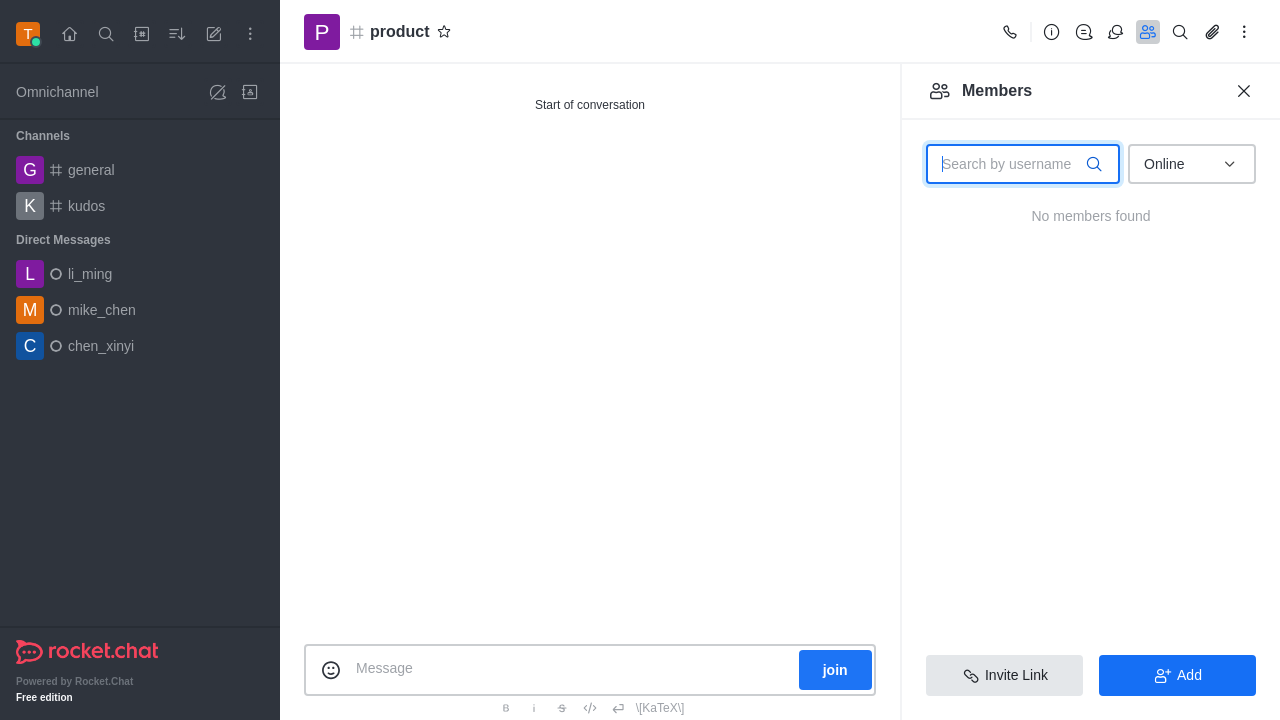 T
Omnichannel
Channels
G general
K kudos
Direct Messages
L li_ming
M mike_chen
C chen_xinyi
rocket.chat
Powered by Rocket.Chat
Free edition
P product
Start of conversation
Message
join
\[KaTeX\]
Members
Search by username
Online
No members found
Invite Link
Add